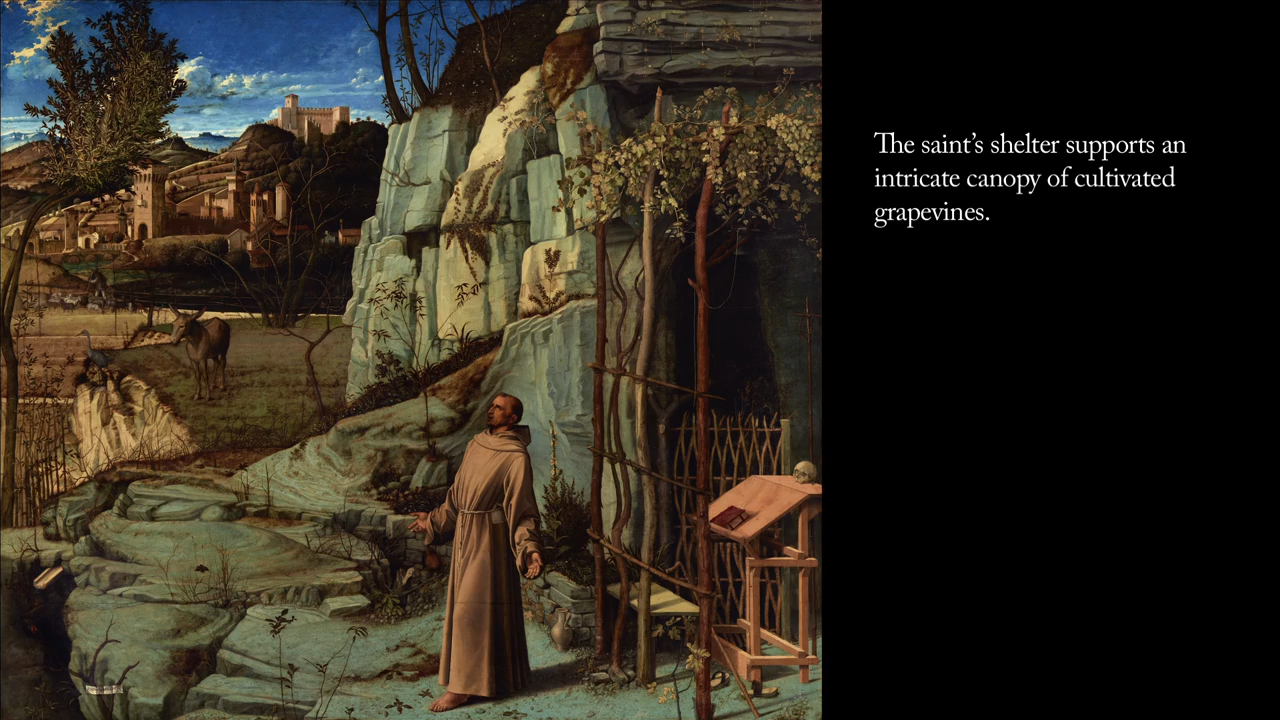 The saint’s shelter supports an
intricate canopy of cultivated
grapevines.